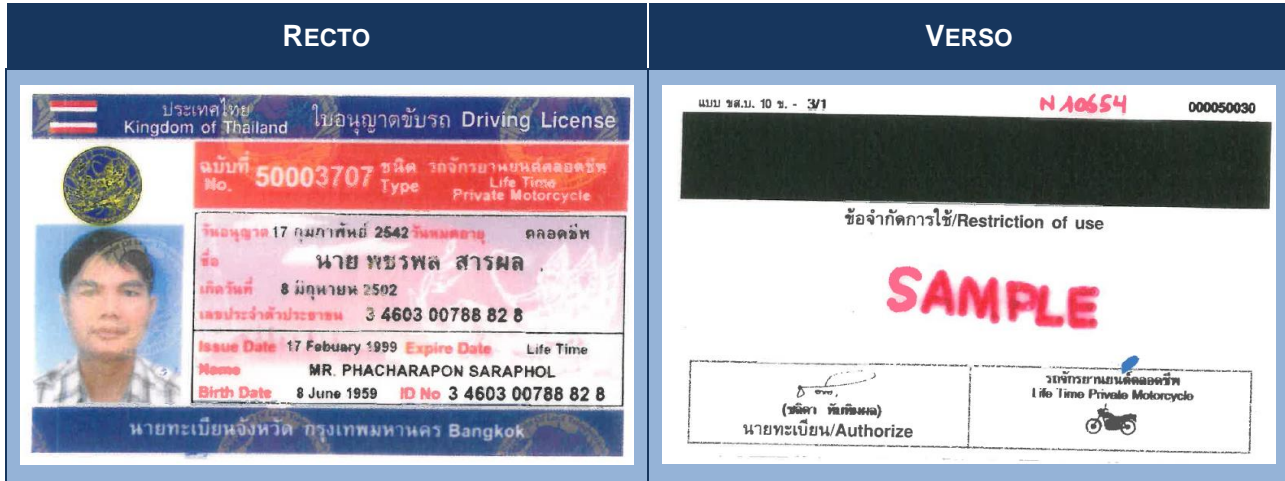 RECTO
VERSO
ประเทศไทย
Kingdom of Thailand
ใบอนุญาตขับรถ Driving License
ฉบับที่ 50003707 ชนิด รถจักรยานยนต์ตลอดชีพ
No. Type Life Time
Private Motorcycle
วันอนุญาต 17 กุมภาพันธ์ 2542 วันหมดอายุ ตลอดชีพ
ชื่อ นาย พชรพล สารผล
เกิดวันที่ 8 มิถุนายน 2502
เลขประจำตัวประชาชน 3 4603 00788 82 8
Issue Date 17 Febuary 1999 Expire Date Life Time
Name MR. PHACHARAPON SARAPHOL
Birth Date 8 June 1959 ID No 3 4603 00788 82 8
นายทะเบียนจังหวัด กรุงเทพมหานคร Bangkok
แบบ ขส.บ. 10 ข. - 3/1 N 10654 000050030
ข้อจำกัดการใช้/Restriction of use
SAMPLE
(ชลิดา ทับทิมผล)
นายทะเบียน/Authorize
รถจักรยานยนต์ตลอดชีพ
Life Time Private Motorcycle